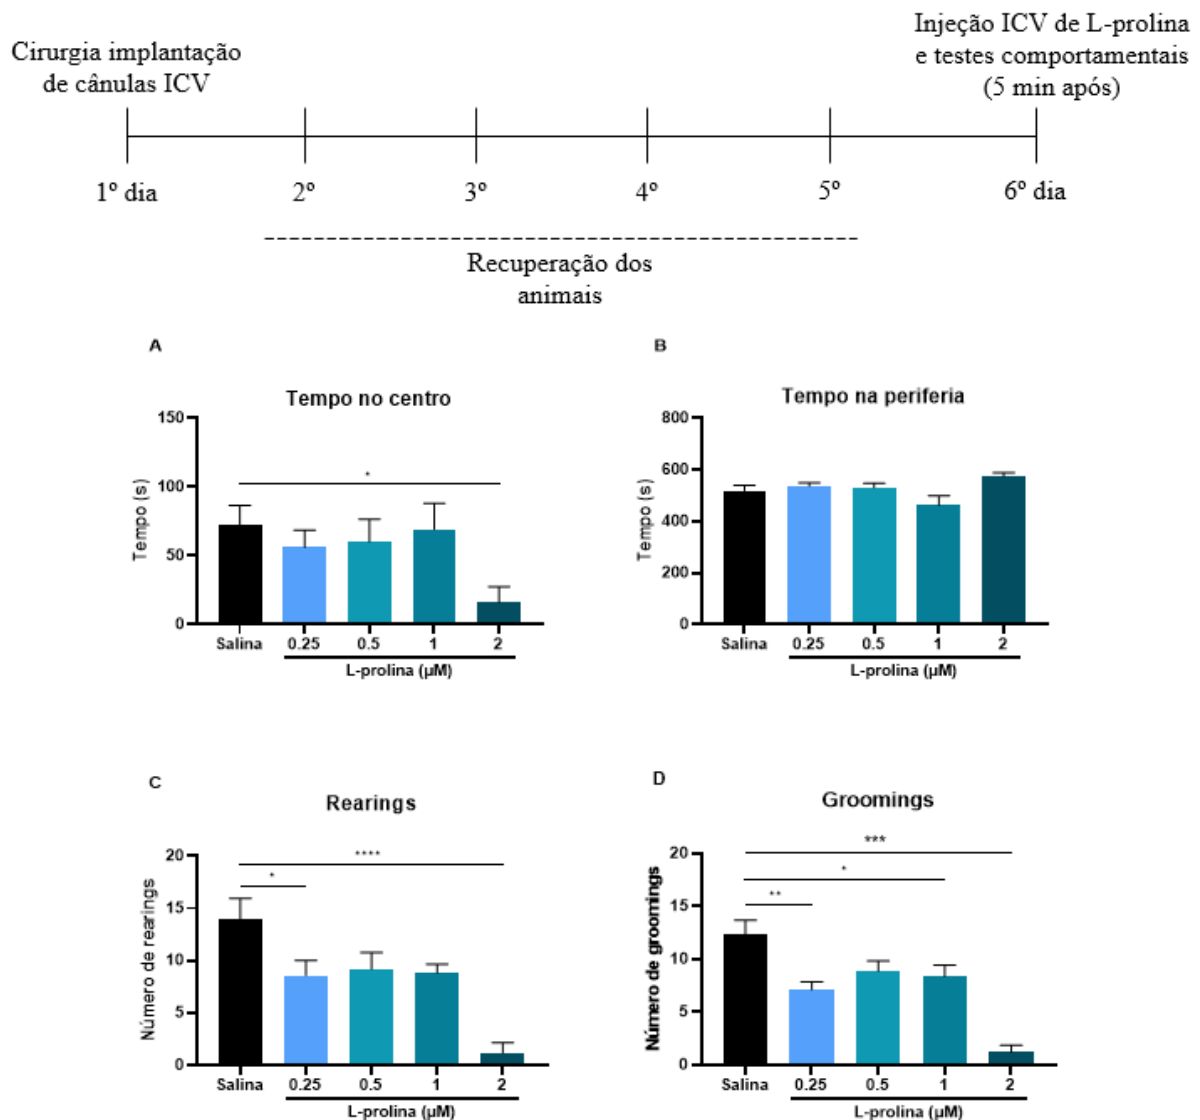 Cirurgia implantação
de cânulas ICV
Injeção ICV de L-prolina
e testes comportamentais
(5 min após)
1º dia
2º
3º
4º
5º
6º dia
Recuperação dos
animais
A
Tempo no centro
Tempo (s)
150
100
50
0
*
Salina
0.25
0.5
1
2
L-prolina (µM)
B
Tempo na periferia
Tempo (s)
800
600
400
200
0
Salina
0.25
0.5
1
2
L-prolina (µM)
C
Rearings
Número de rearings
20
15
10
5
0
****
*
Salina
0.25
0.5
1
2
L-prolina (µM)
D
Groomings
Número de groomings
20
15
10
5
0
***
*
**
Salina
0.25
0.5
1
2
L-prolina (µM)